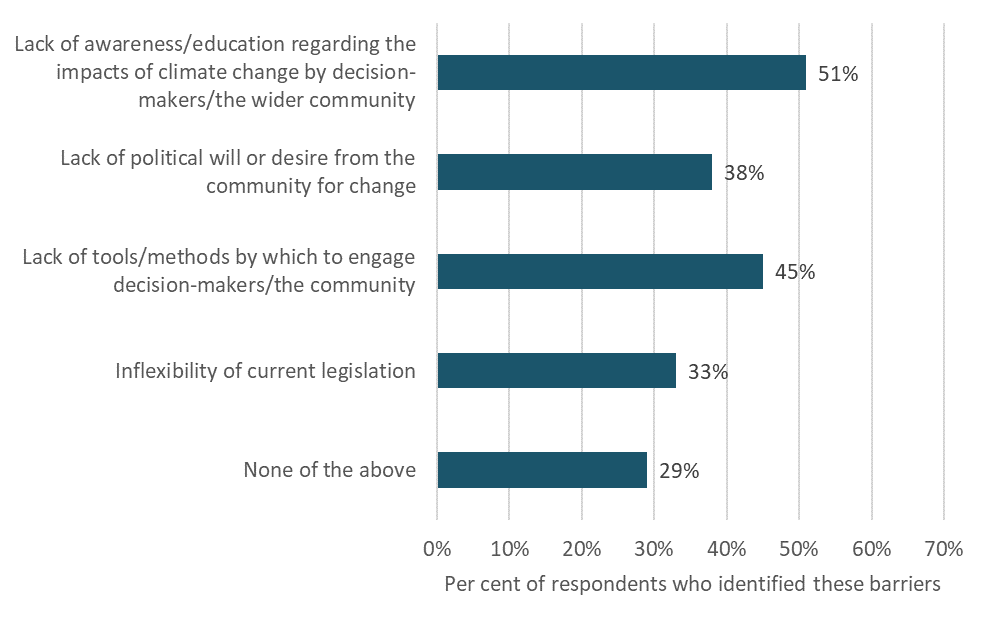 Lack of awareness/education regarding the
impacts of climate change by decision-
makers/the wider community
51%
Lack of political will or desire from the
community for change
38%
Lack of tools/methods by which to engage
decision-makers/the community
45%
Inflexibility of current legislation
33%
None of the above
29%
0% 10% 20% 30% 40% 50% 60% 70%
Per cent of respondents who identified these barriers